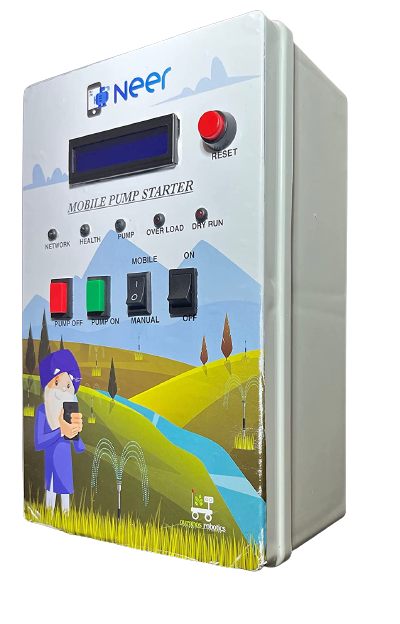 Neer
RESET
MOBILE PUMP STARTER
NETWORK HEALTH PUMP OVER LOAD DRY RUN
MOBILE ON
PUMP OFF PUMP ON MANUAL OFF
robotics